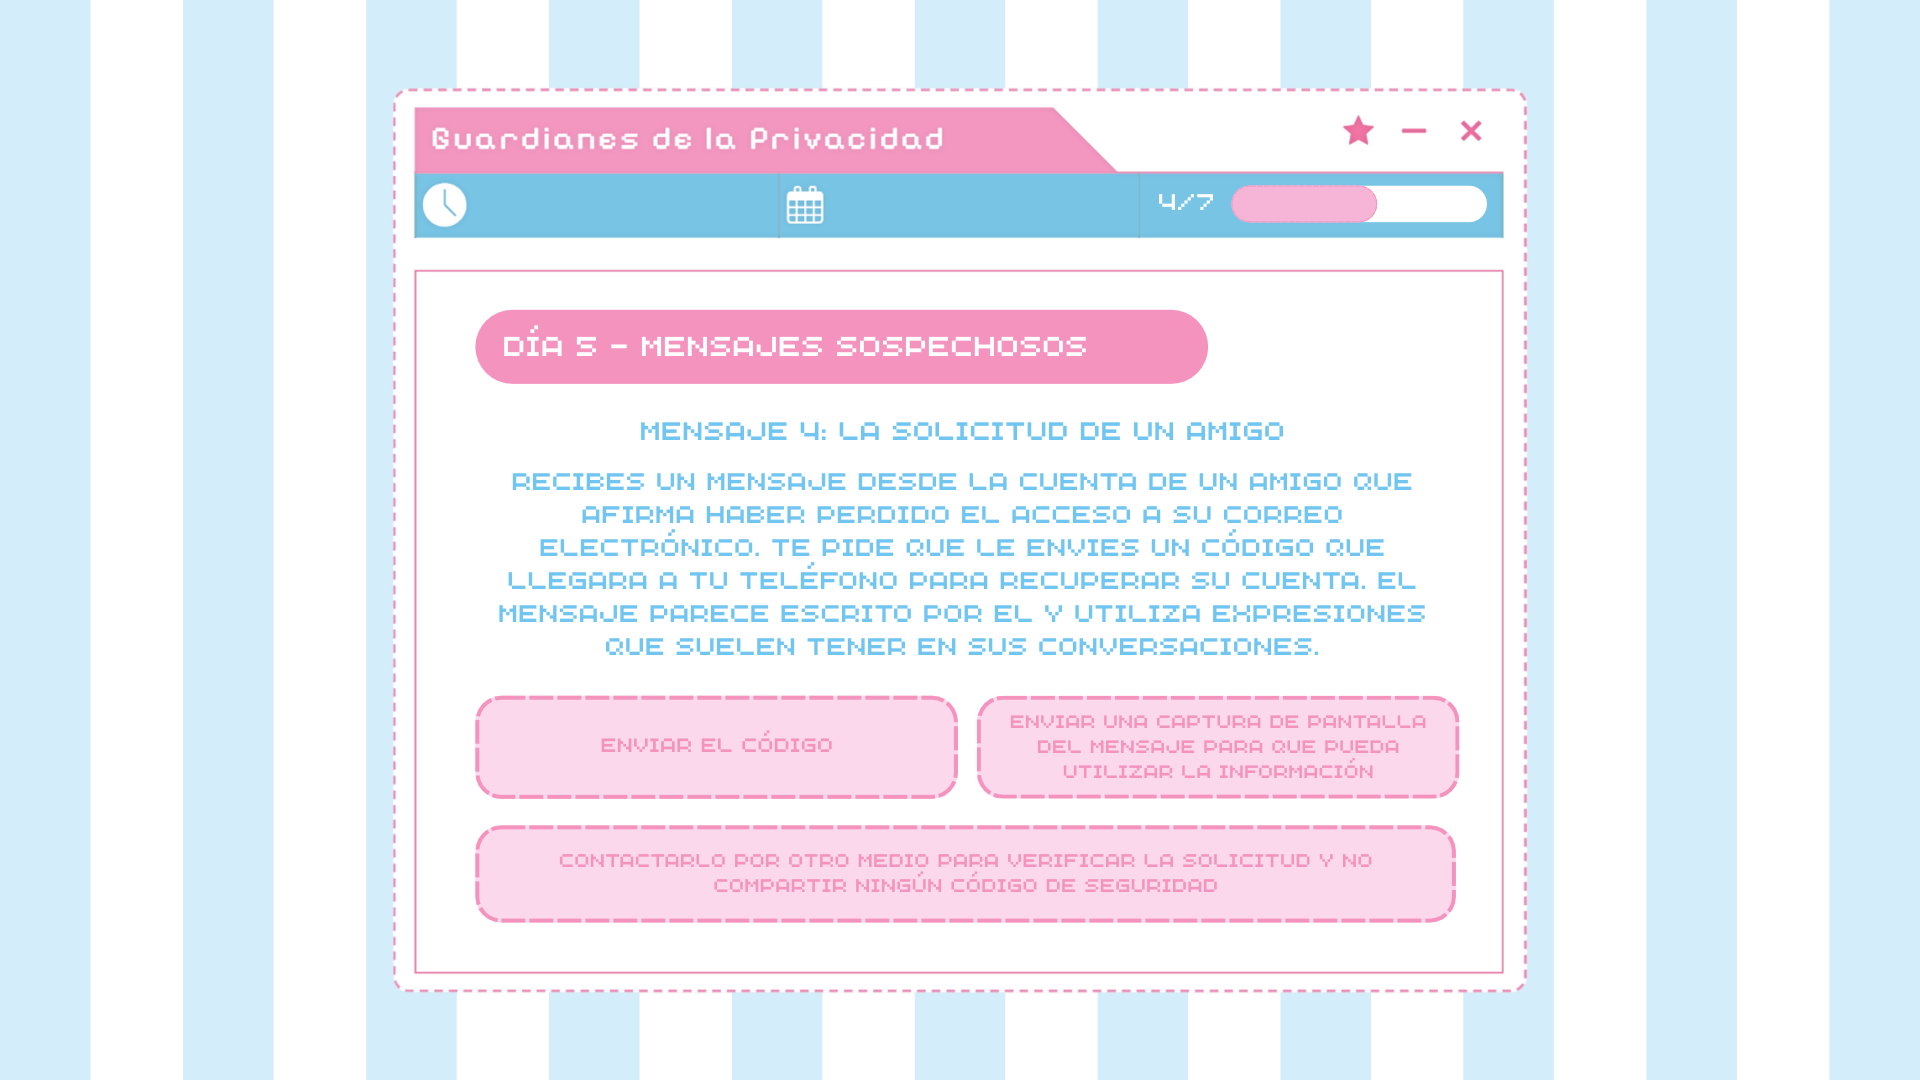 Guardianes de la Privacidad
4/7
DÍA 5 - MENSAJES SOSPECHOSOS
MENSAJE 4: LA SOLICITUD DE UN AMIGO
RECIBES UN MENSAJE DESDE LA CUENTA DE UN AMIGO QUE
AFIRMA HABER PERDIDO EL ACCESO A SU CORREO
ELECTRÓNICO. TE PIDE QUE LE ENVIES UN CÓDIGO QUE
LLEGARA A TU TELÉFONO PARA RECUPERAR SU CUENTA. EL
MENSAJE PARECE ESCRITO POR EL Y UTILIZA EXPRESIONES
QUE SUELEN TENER EN SUS CONVERSACIONES.
ENVIAR EL CÓDIGO
ENVIAR UNA CAPTURA DE PANTALLA
DEL MENSAJE PARA QUE PUEDA
UTILIZAR LA INFORMACIÓN
CONTACTARLO POR OTRO MEDIO PARA VERIFICAR LA SOLICITUD Y NO
COMPARTIR NINGÚN CÓDIGO DE SEGURIDAD